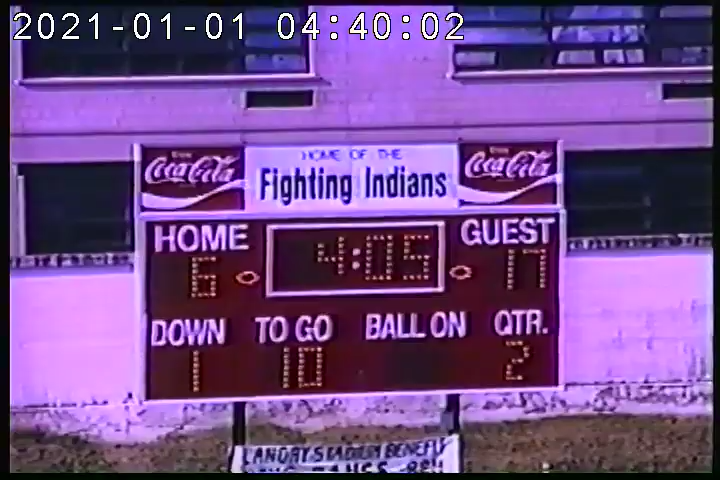 2021-01-01 04:40:02
Coca-Cola
HOME OF THE
Fighting Indians
Coca-Cola
HOME 4:05 GUEST
6 17
DOWN TO GO BALL ON QTR.
1 10 2
LANDRY STADIUM BENEFIT